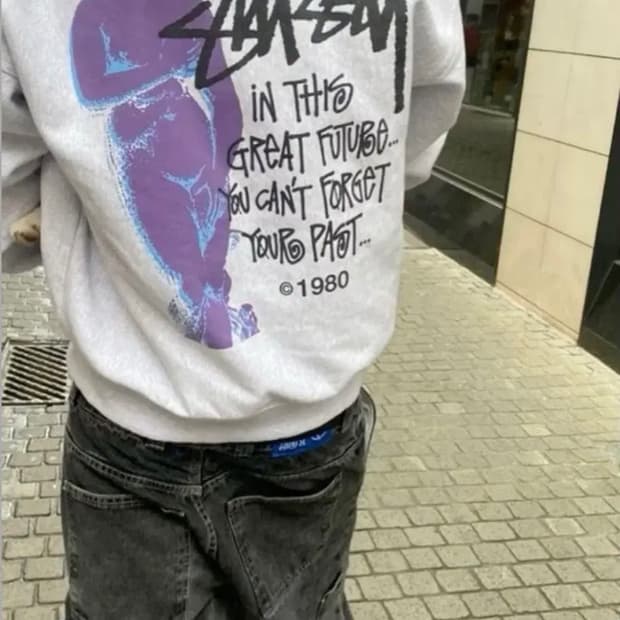 STÜSSY
IN THIS
GREAT FUTURE...
YOU CAN'T FORGET
YOUR PAST...
©1980